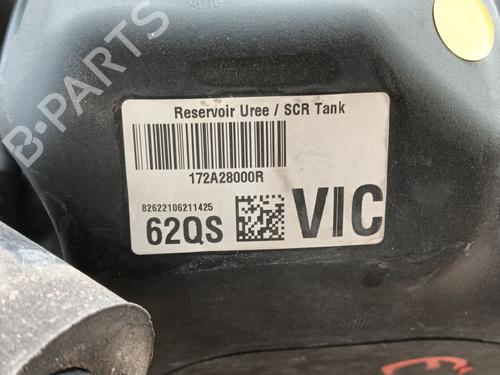 B-PARTS
Reservoir Uree / SCR Tank
172A28000R
82622106211425
62QS
VIC